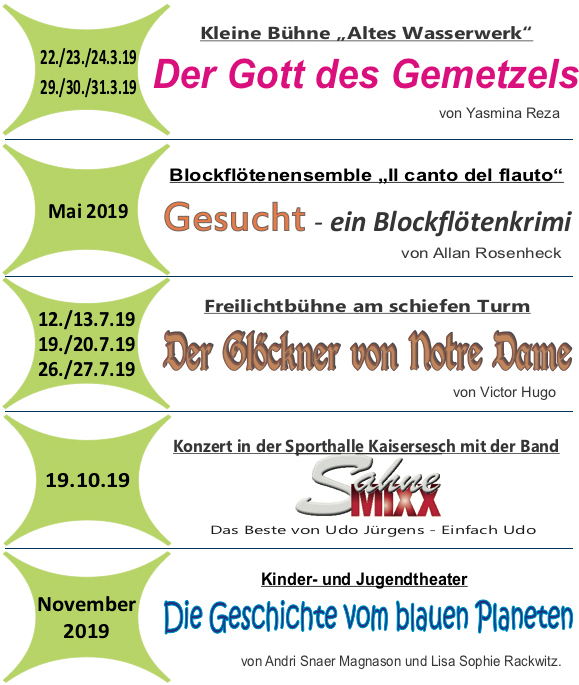 Kleine Bühne „Altes Wasserwerk“
22./23./24.3.19
29./30./31.3.19
Der Gott des Gemetzels
von Yasmina Reza
Blockflötenensemble „Il canto del flauto“
Mai 2019
Gesucht - ein Blockflötenkrimi
von Allan Rosenheck
Freilichtbühne am schiefen Turm
12./13.7.19
19./20.7.19
26./27.7.19
Der Glöckner von Notre Dame
von Victor Hugo
Konzert in der Sporthalle Kaisersesch mit der Band
19.10.19
Sahne
MIXX
Das Beste von Udo Jürgens - Einfach Udo
Kinder- und Jugendtheater
November
2019
Die Geschichte vom blauen Planeten
von Andri Snaer Magnason und Lisa Sophie Rackwitz.